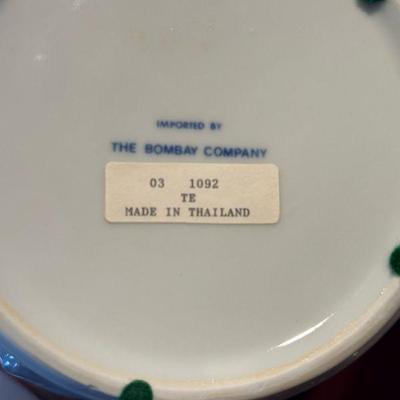 IMPORTED BY
THE BOMBAY COMPANY
03 1092
TE
MADE IN THAILAND